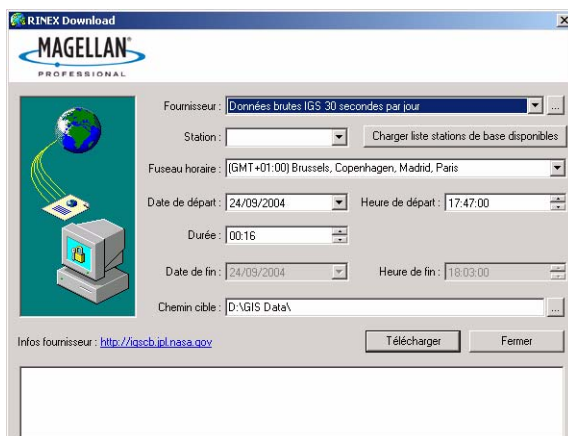 RINEX Download
MAGELLAN®
PROFESSIONAL
Fournisseur : Données brutes IGS 30 secondes par jour ...
Station : Charger liste stations de base disponibles
Fuseau horaire : (GMT+01:00) Brussels, Copenhagen, Madrid, Paris
Date de départ : 24/09/2004 Heure de départ : 17:47:00
Durée : 00:16
Date de fin : 24/09/2004 Heure de fin : 18:03:00
Chemin cible : D:\GIS Data\ ...
Infos fournisseur : http://igscb.jpl.nasa.gov Télécharger Fermer